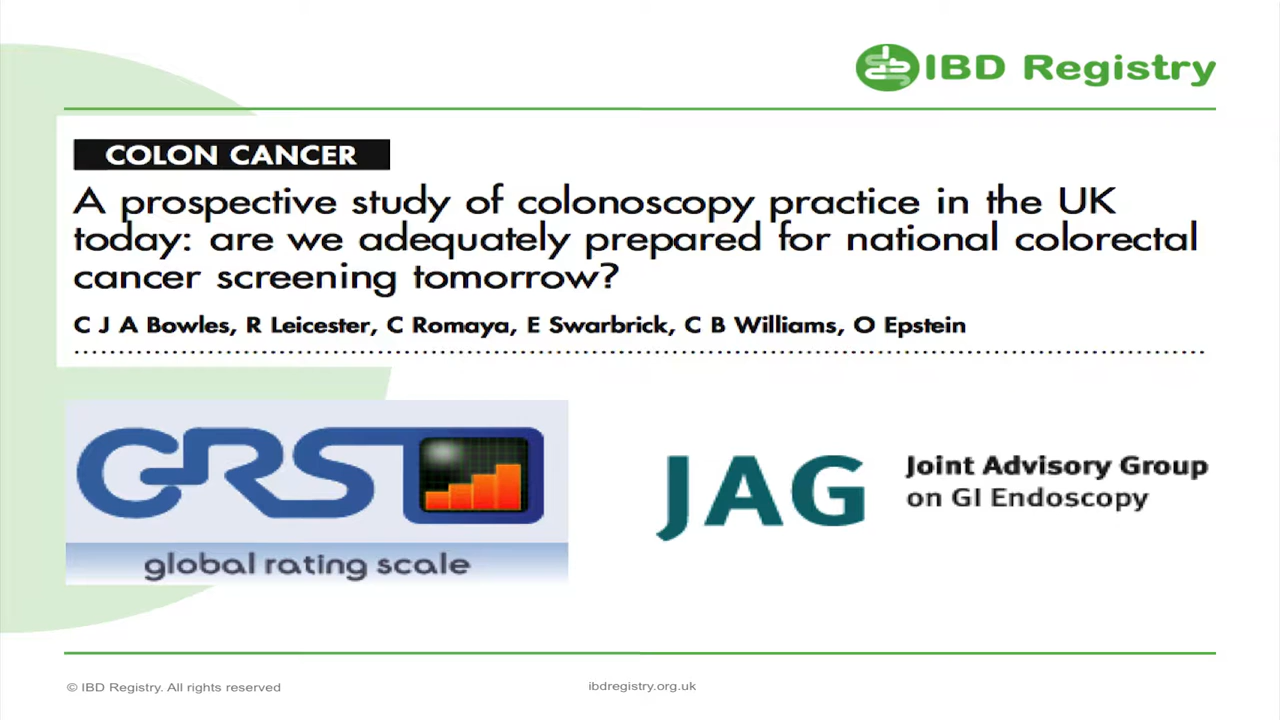 IBD Registry
COLON CANCER
A prospective study of colonoscopy practice in the UK
today: are we adequately prepared for national colorectal
cancer screening tomorrow?
C J A Bowles, R Leicester, C Romaya, E Swarbrick, C B Williams, O Epstein
GRS
global rating scale
JAG
Joint Advisory Group
on GI Endoscopy
© IBD Registry. All rights reserved
ibdregistry.org.uk